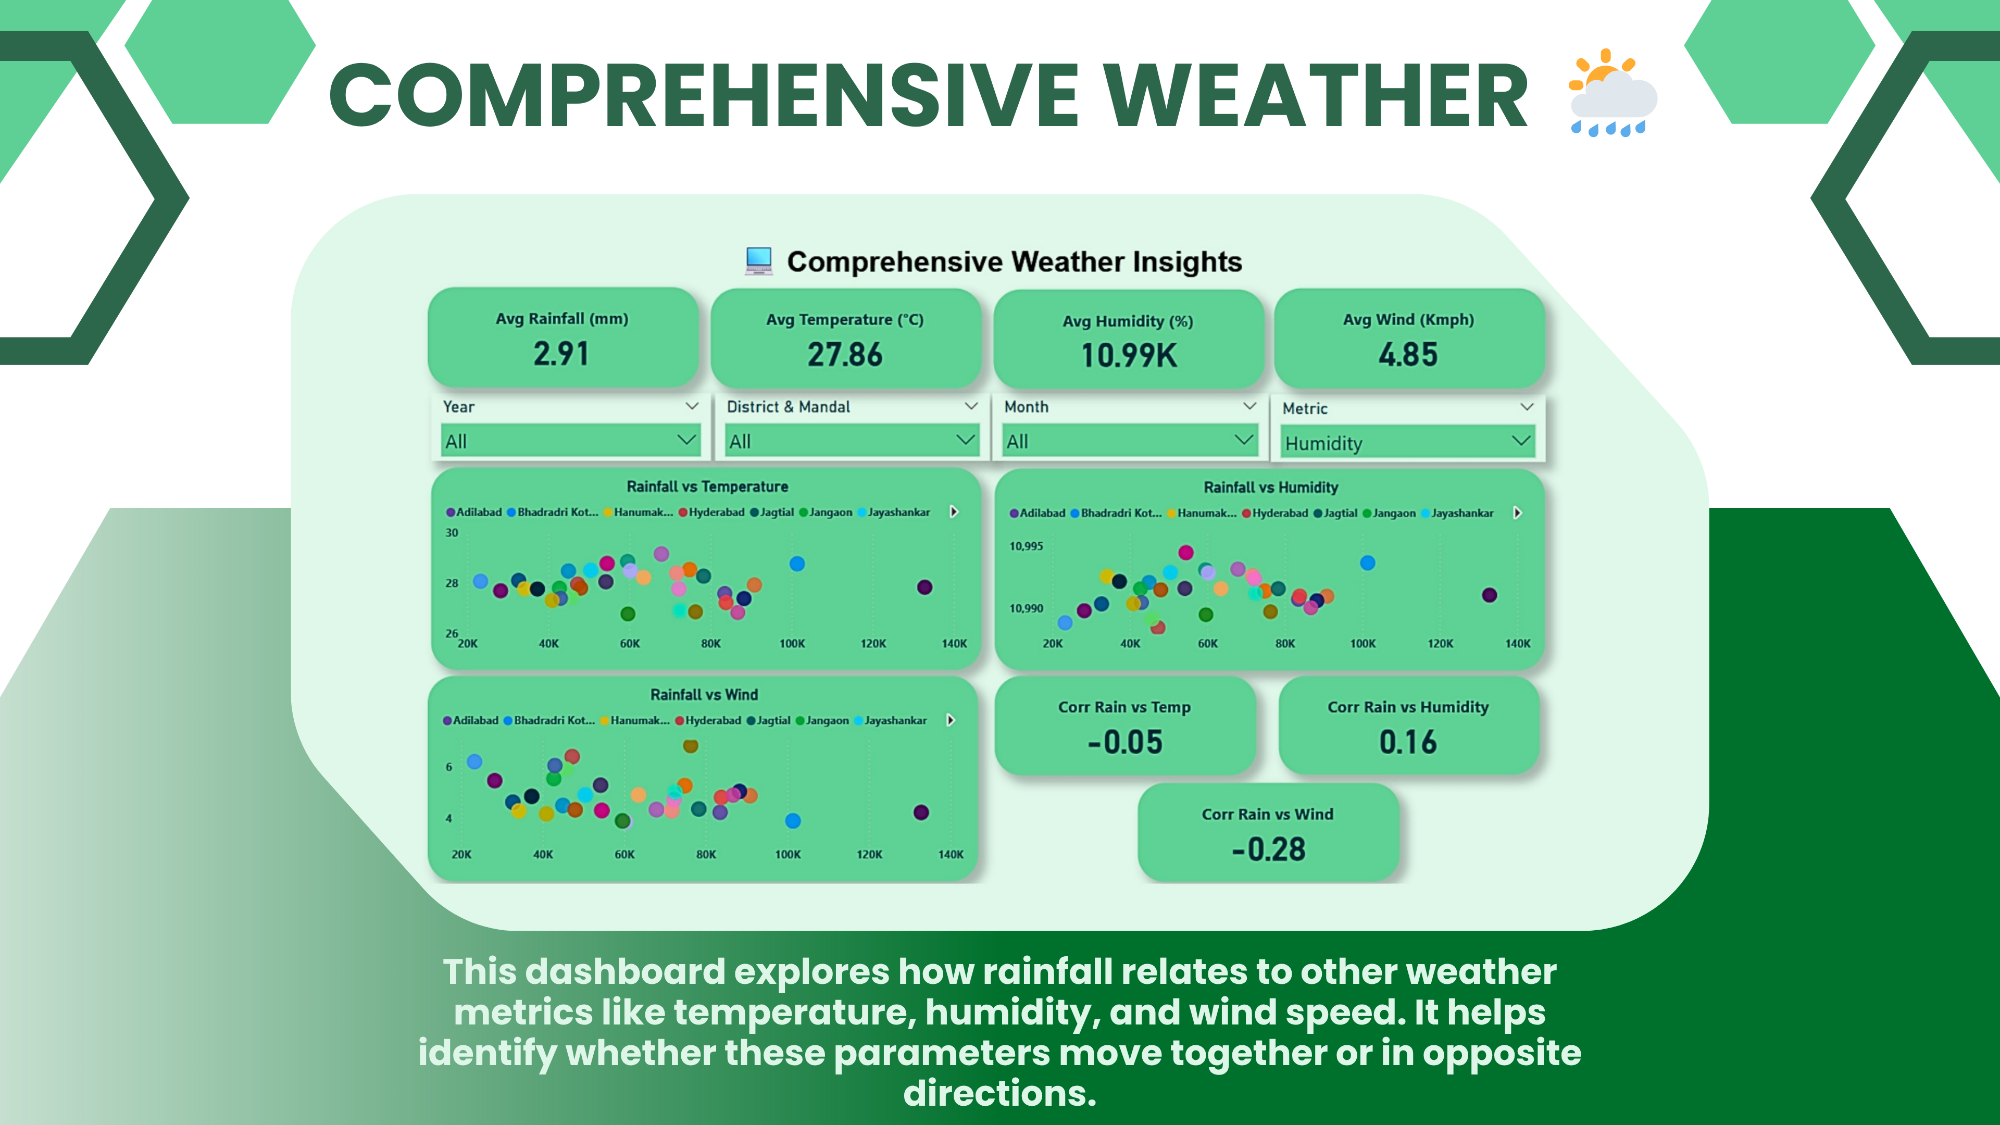 COMPREHENSIVE WEATHER
Comprehensive Weather Insights
Avg Rainfall (mm)
2.91
Avg Temperature (°C)
27.86
Avg Humidity (%)
10.99K
Avg Wind (Kmph)
4.85
Year
All
District & Mandal
All
Month
All
Metric
Humidity
Rainfall vs Temperature
Adilabad Bhadradri Kot... Hanumak... Hyderabad Jagtial Jangaon Jayashankar
30
28
26
20K 40K 60K 80K 100K 120K 140K
Rainfall vs Humidity
Adilabad Bhadradri Kot... Hanumak... Hyderabad Jagtial Jangaon Jayashankar
10,995
10,990
20K 40K 60K 80K 100K 120K 140K
Rainfall vs Wind
Adilabad Bhadradri Kot... Hanumak... Hyderabad Jagtial Jangaon Jayashankar
6
4
20K 40K 60K 80K 100K 120K 140K
Corr Rain vs Temp
-0.05
Corr Rain vs Humidity
0.16
Corr Rain vs Wind
-0.28
This dashboard explores how rainfall relates to other weather
metrics like temperature, humidity, and wind speed. It helps
identify whether these parameters move together or in opposite
directions.